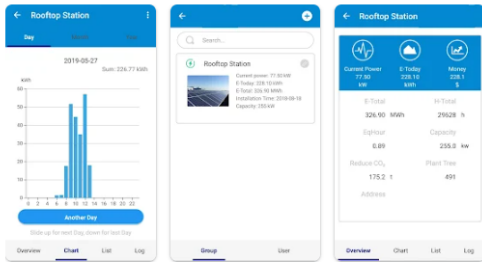 Rooftop Station
Day
2019-05-27
Sum: 226.77 kWh
kWh
60
50
40
30
20
10
0
0 2 4 6 8 10 12 14 16 18 20 22
Another Day
Slide up for next Day, down for last Day
Overview Chart List Log
Search...
Rooftop Station
Current power: 77.50 kW
E-Today: 228.10 kWh
E-Total: 326.90 MWh
Installation Time: 2018-08-18
Capacity: 255 kW
Group User
Rooftop Station
Current Power E-Today Money
77.50 228.10 228.1
kW kWh $
E-Total H-Total
326.90 MWh 29628 h
EqHour Capacity
0.89 255.0 kw
Reduce CO₂ Plant Tree
175.2 t 491
Address
Overview Chart List Log